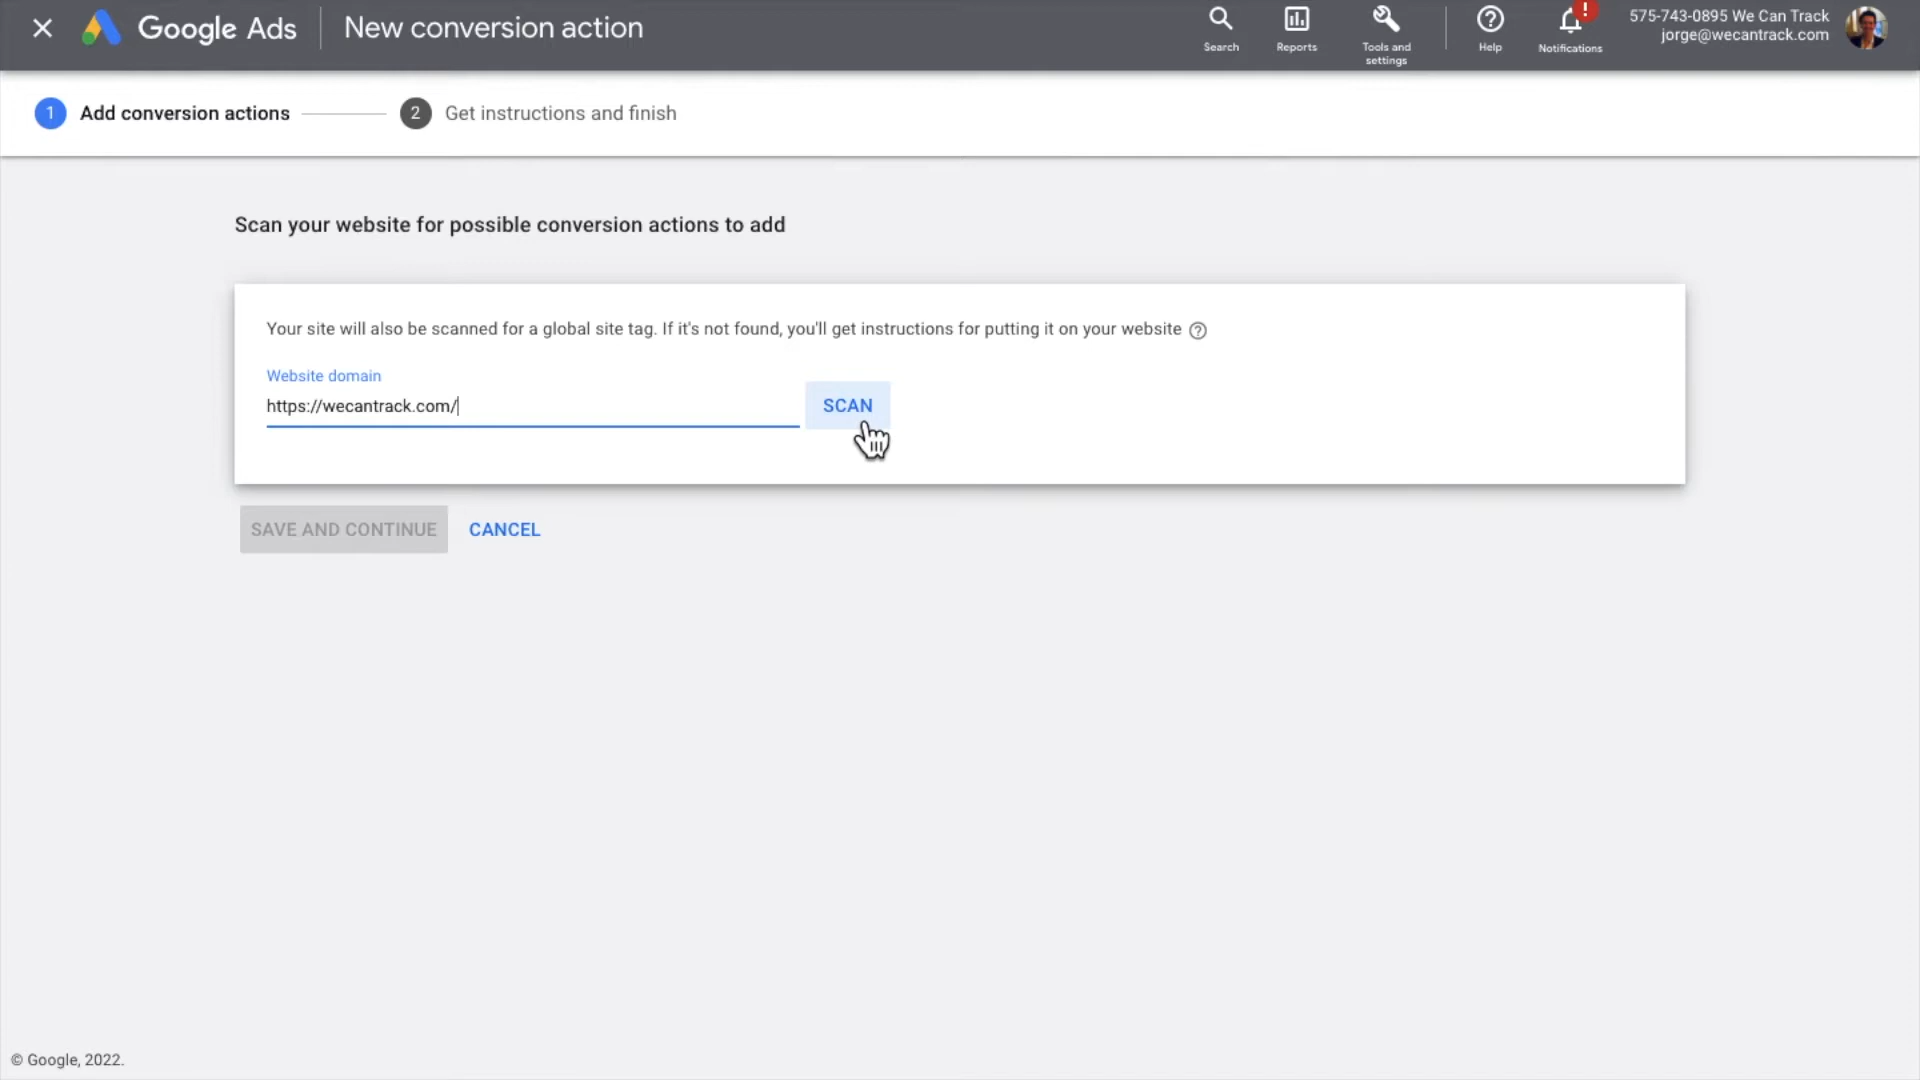 Google Ads
New conversion action
Search
Reports
Tools and
settings
Help
!
Notifications
575-743-0895 We Can Track
jorge@wecantrack.com
1 Add conversion actions
2 Get instructions and finish
Scan your website for possible conversion actions to add
Your site will also be scanned for a global site tag. If it's not found, you'll get instructions for putting it on your website
Website domain
https://wecantrack.com/
SCAN
SAVE AND CONTINUE
CANCEL
© Google, 2022.